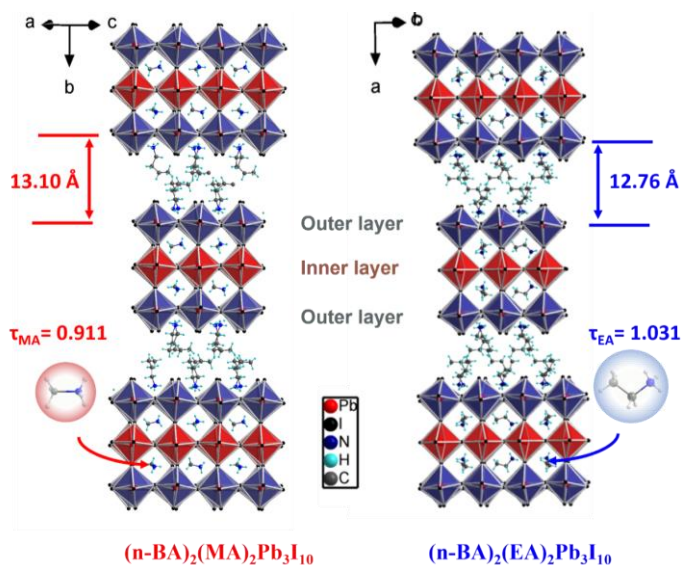 a c
b
b c
a
13.10 Å
12.76 Å
Outer layer
Inner layer
Outer layer
τMA= 0.911
τEA= 1.031
Pb
I
N
H
C
(n-BA)₂(MA)₂Pb₃I₁₀
(n-BA)₂(EA)₂Pb₃I₁₀